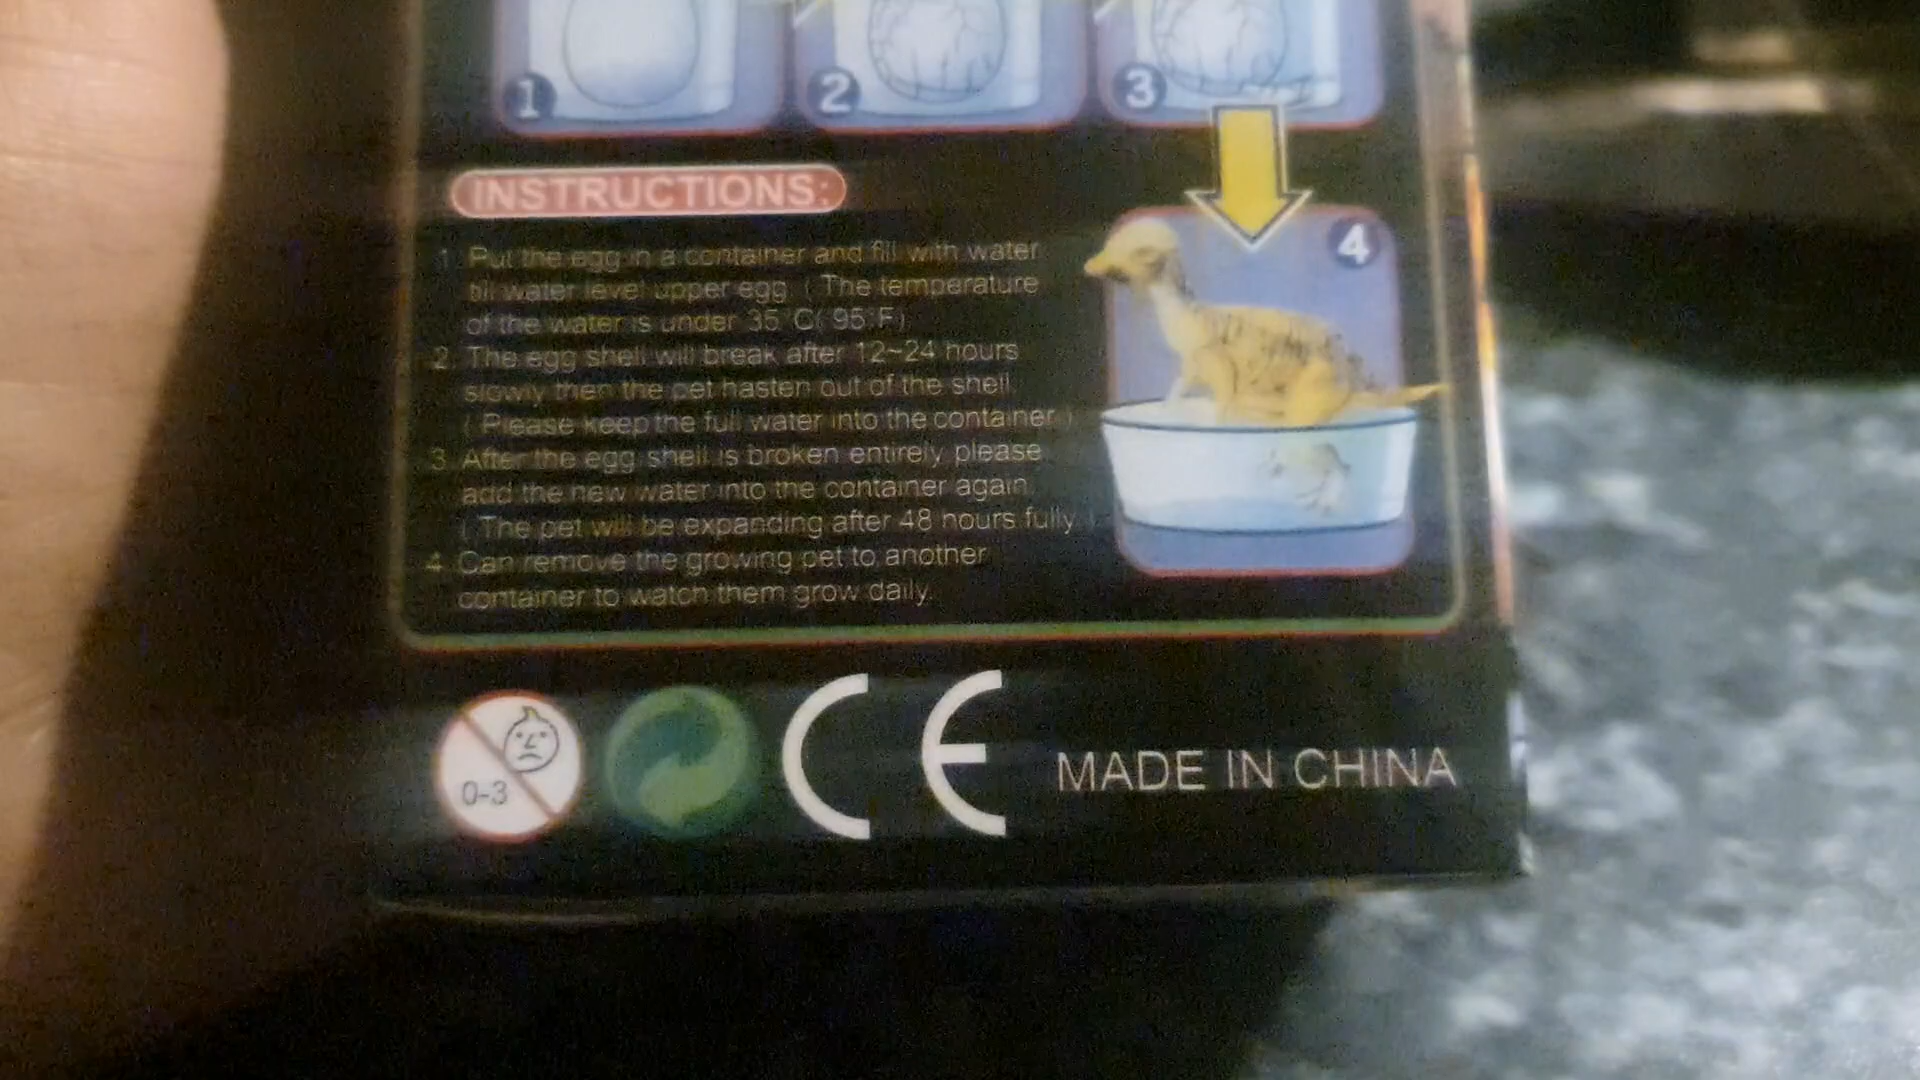 1
2
3
INSTRUCTIONS:
4
1 Put the egg in a container and fill with water
till water level upper egg ( The temperature
of the water is under 35°C( 95°F)
2 The egg shell will break after 12~24 hours
slowly then the pet hasten out of the shell
( Please keep the full water into the container )
3 After the egg shell is broken entirely please
add the new water into the container again
( The pet will be expanding after 48 hours fully )
4 Can remove the growing pet to another
container to watch them grow daily.
0-3
CE
MADE IN CHINA